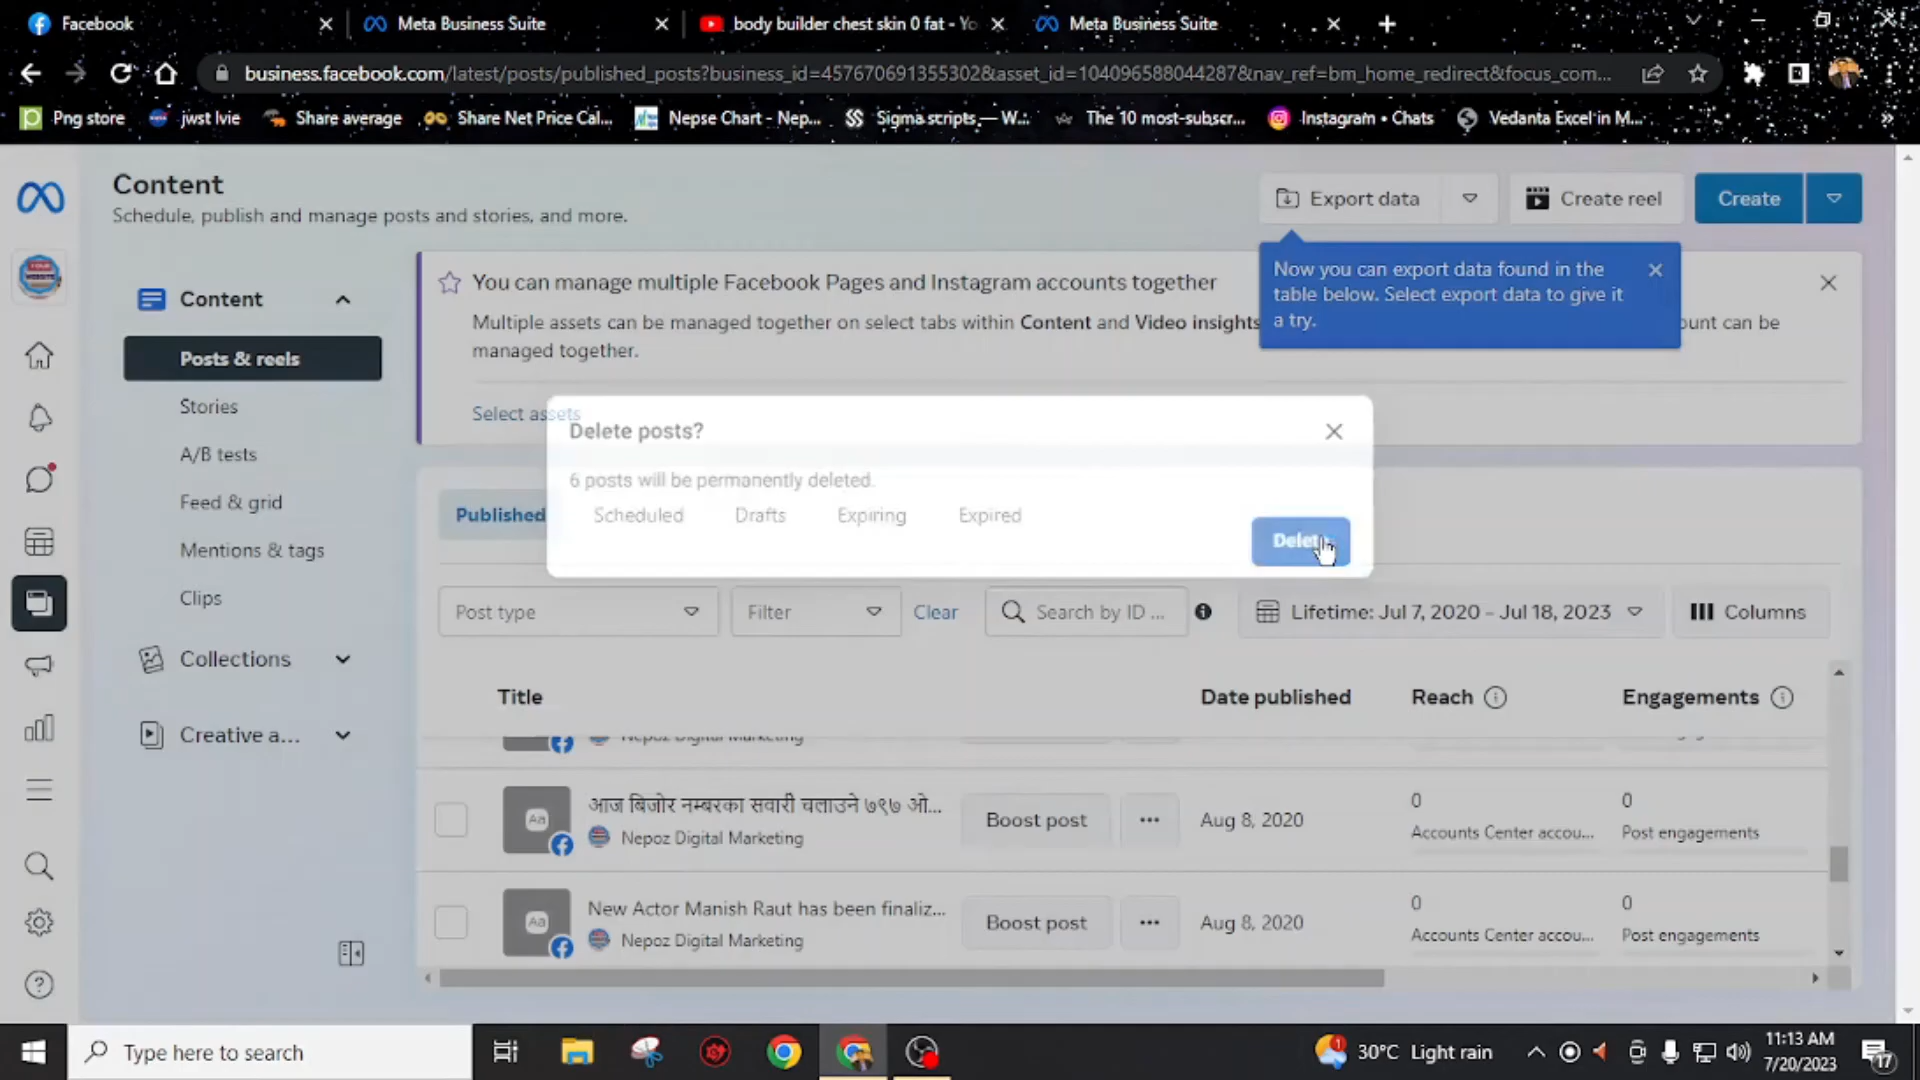 Facebook
Meta Business Suite
body builder chest skin 0 fat - Yo
Meta Business Suite
business.facebook.com/latest/posts/published_posts?business_id=457670691355302&asset_id=104096588044287&nav_ref=bm_home_redirect&focus_com...
Png store
jwst lvie
Share average
Share Net Price Cal...
Nepse Chart - Nep...
Sigma scripts — W...
The 10 most-subscr...
Instagram • Chats
Vedanta Excel in M...
Content
Schedule, publish and manage posts and stories, and more.
Export data
Create reel
Create
Now you can export data found in the
table below. Select export data to give it
a try.
Content
Posts & reels
Stories
A/B tests
Feed & grid
Mentions & tags
Clips
Collections
Creative a...
You can manage multiple Facebook Pages and Instagram accounts together
Multiple assets can be managed together on select tabs within Content and Video insights
ount can be
managed together.
Select assets
Delete posts?
6 posts will be permanently deleted.
Delete
Published
Scheduled
Drafts
Expiring
Expired
Post type
Filter
Clear
Search by ID ...
Lifetime: Jul 7, 2020 – Jul 18, 2023
Columns
Title
Date published
Reach
Engagements
Nepoz Digital Marketing
Aa
आज बिजोर नम्बरका सवारी चलाउने ७९७ ओ...
Nepoz Digital Marketing
Boost post
Aug 8, 2020
0
Accounts Center accou...
0
Post engagements
Aa
New Actor Manish Raut has been finaliz...
Nepoz Digital Marketing
Boost post
Aug 8, 2020
0
Accounts Center accou...
0
Post engagements
Type here to search
1
30°C Light rain
11:13 AM
7/20/2023
17